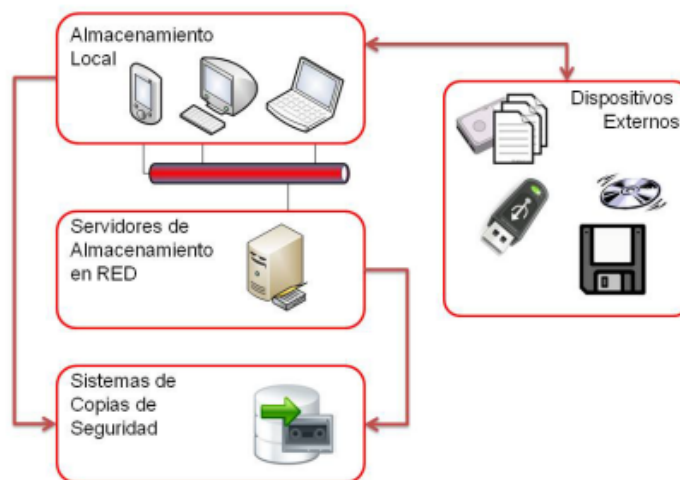 Almacenamiento
Local
Dispositivos
Externos
Servidores de
Almacenamiento
en RED
Sistemas de
Copias de
Seguridad